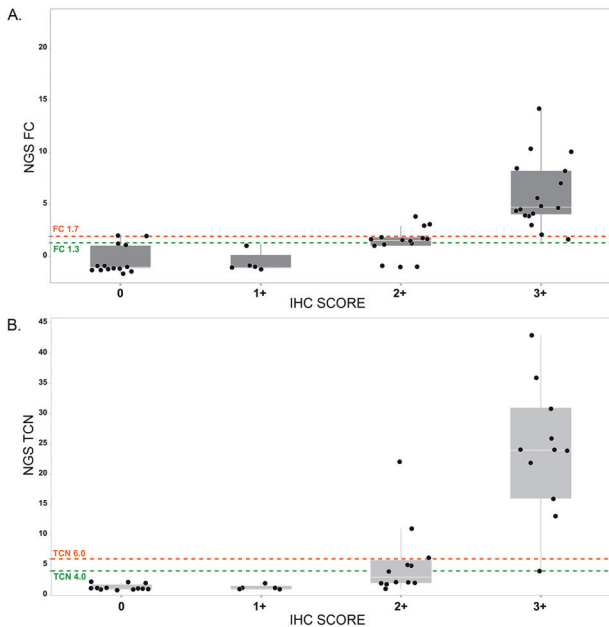 A.
NGS FC
20
15
10
5
0
FC 1.7
FC 1.3
0 1+ 2+ 3+
IHC SCORE
B.
NGS TCN
45
40
35
30
25
20
15
10
5
0
TCN 6.0
TCN 4.0
0 1+ 2+ 3+
IHC SCORE